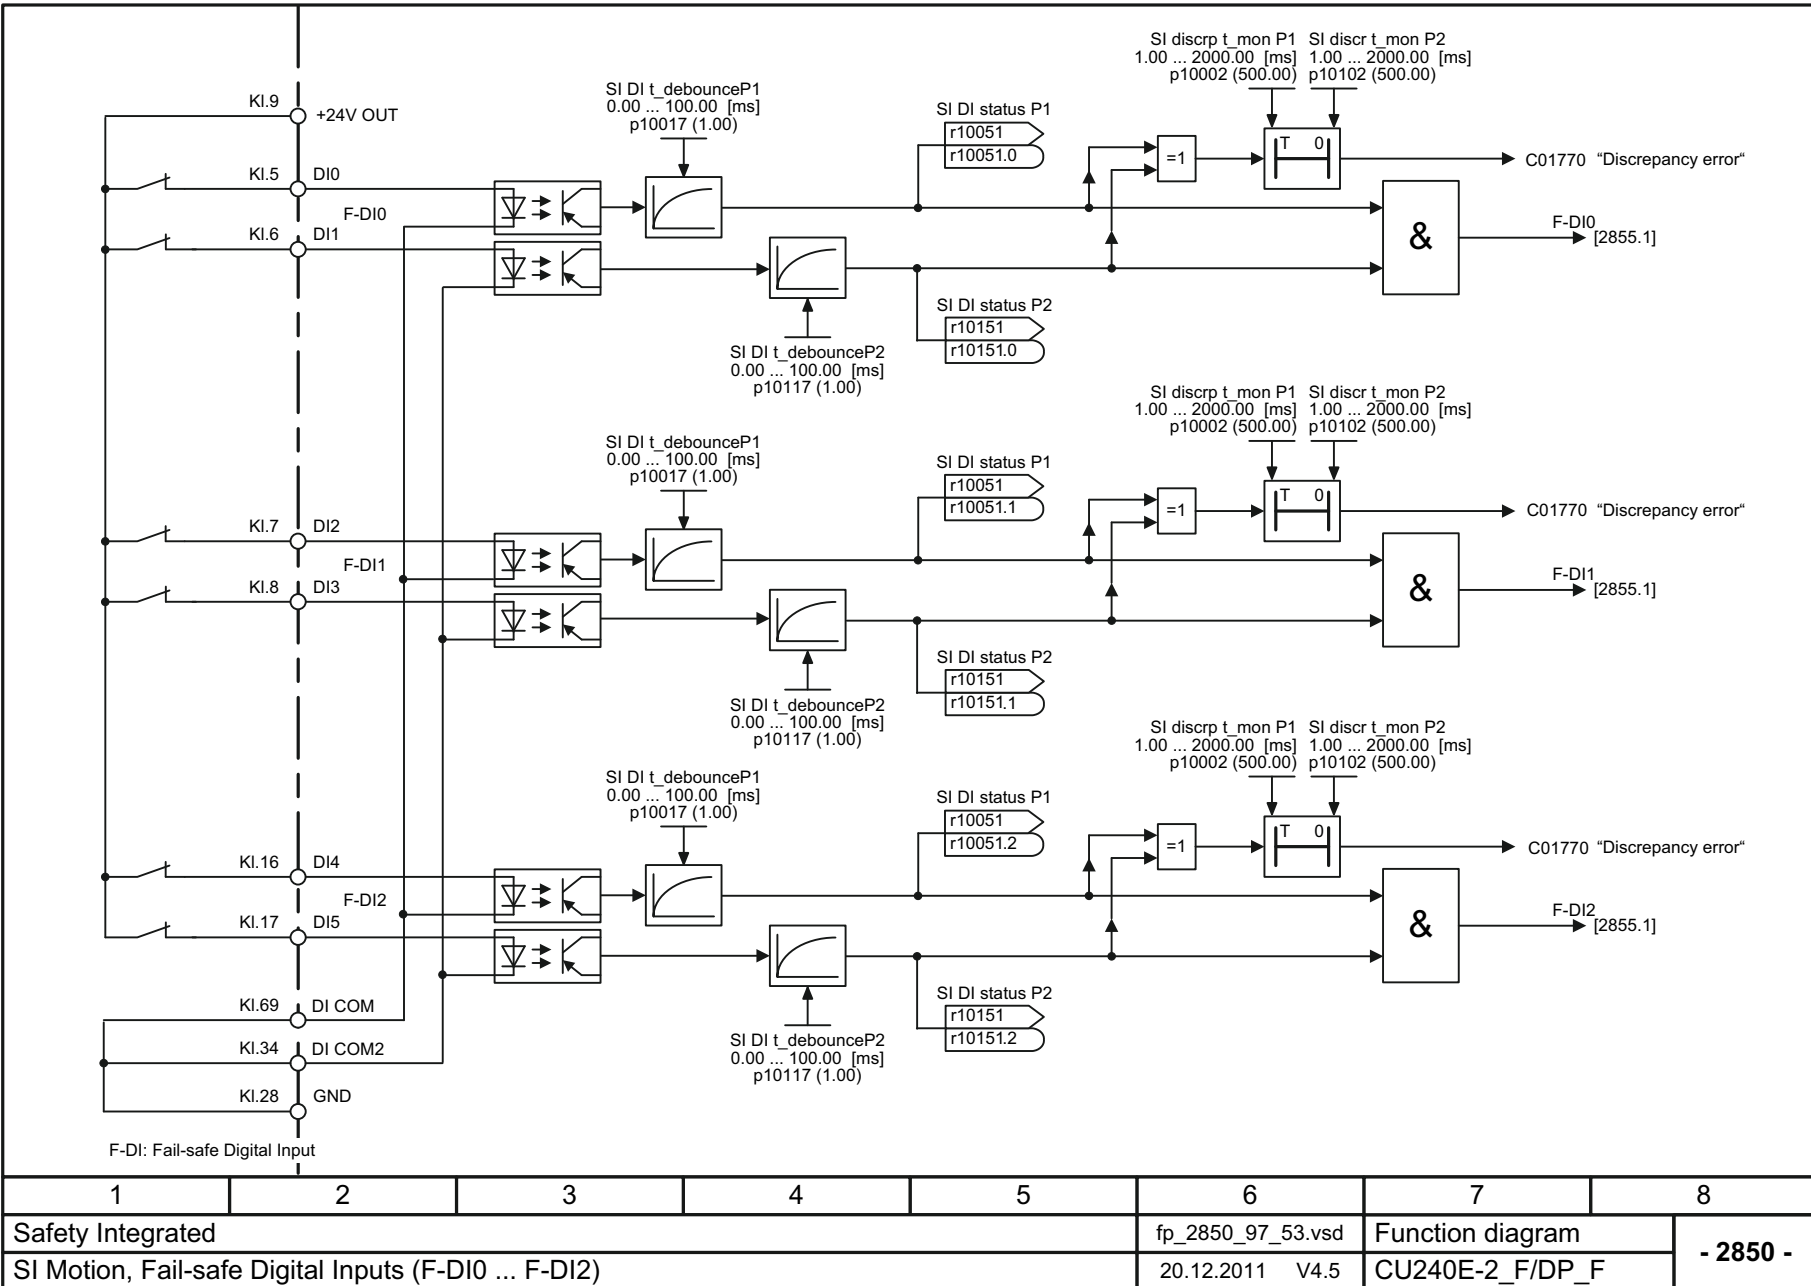 SI discrp t_mon P1
1.00 ... 2000.00 [ms]
p10002 (500.00)
SI discr t_mon P2
1.00 ... 2000.00 [ms]
p10102 (500.00)
SI DI t_debounceP1
0.00 ... 100.00 [ms]
p10017 (1.00)
SI DI status P1
r10051
r10051.0
Kl.9
+24V OUT
=1
T 0
C01770 “Discrepancy error“
Kl.5
DI0
F-DI0
Kl.6
DI1
&
F-DI0
[2855.1]
SI DI status P2
r10151
r10151.0
SI DI t_debounceP2
0.00 ... 100.00 [ms]
p10117 (1.00)
SI discrp t_mon P1
1.00 ... 2000.00 [ms]
p10002 (500.00)
SI discr t_mon P2
1.00 ... 2000.00 [ms]
p10102 (500.00)
SI DI t_debounceP1
0.00 ... 100.00 [ms]
p10017 (1.00)
SI DI status P1
r10051
r10051.1
=1
T 0
C01770 “Discrepancy error“
Kl.7
DI2
F-DI1
Kl.8
DI3
&
F-DI1
[2855.1]
SI DI status P2
r10151
r10151.1
SI DI t_debounceP2
0.00 ... 100.00 [ms]
p10117 (1.00)
SI discrp t_mon P1
1.00 ... 2000.00 [ms]
p10002 (500.00)
SI discr t_mon P2
1.00 ... 2000.00 [ms]
p10102 (500.00)
SI DI t_debounceP1
0.00 ... 100.00 [ms]
p10017 (1.00)
SI DI status P1
r10051
r10051.2
=1
T 0
C01770 “Discrepancy error“
Kl.16
DI4
F-DI2
Kl.17
DI5
&
F-DI2
[2855.1]
SI DI status P2
r10151
r10151.2
SI DI t_debounceP2
0.00 ... 100.00 [ms]
p10117 (1.00)
Kl.69
DI COM
Kl.34
DI COM2
Kl.28
GND
F-DI: Fail-safe Digital Input
1 2 3 4 5 6 7 8
Safety Integrated
fp_2850_97_53.vsd
Function diagram
- 2850 -
SI Motion, Fail-safe Digital Inputs (F-DI0 ... F-DI2)
20.12.2011 V4.5
CU240E-2_F/DP_F